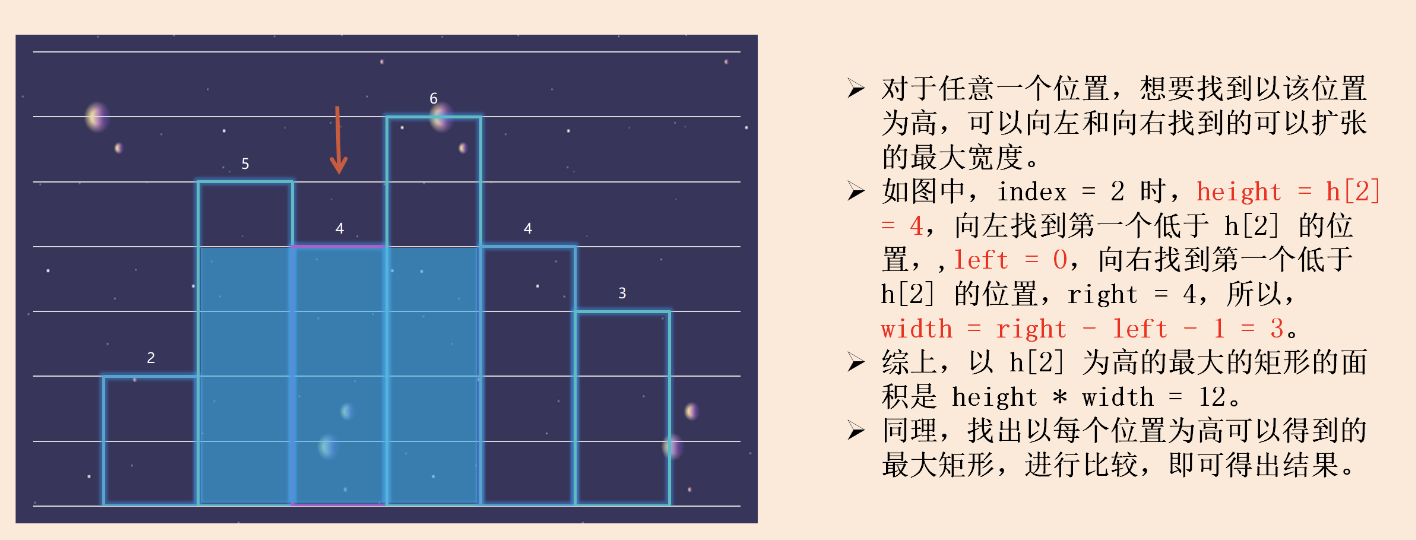 6
5
4
4
3
2
➢ 对于任意一个位置，想要找到以该位置
为高，可以向左和向右找到的可以扩张
的最大宽度。
➢ 如图中，index = 2 时，height = h[2]
= 4，向左找到第一个低于 h[2] 的位
置，,left = 0，向右找到第一个低于
h[2] 的位置，right = 4，所以，
width = right - left - 1 = 3。
➢ 综上，以 h[2] 为高的最大的矩形的面
积是 height * width = 12。
➢ 同理，找出以每个位置为高可以得到的
最大矩形，进行比较，即可得出结果。